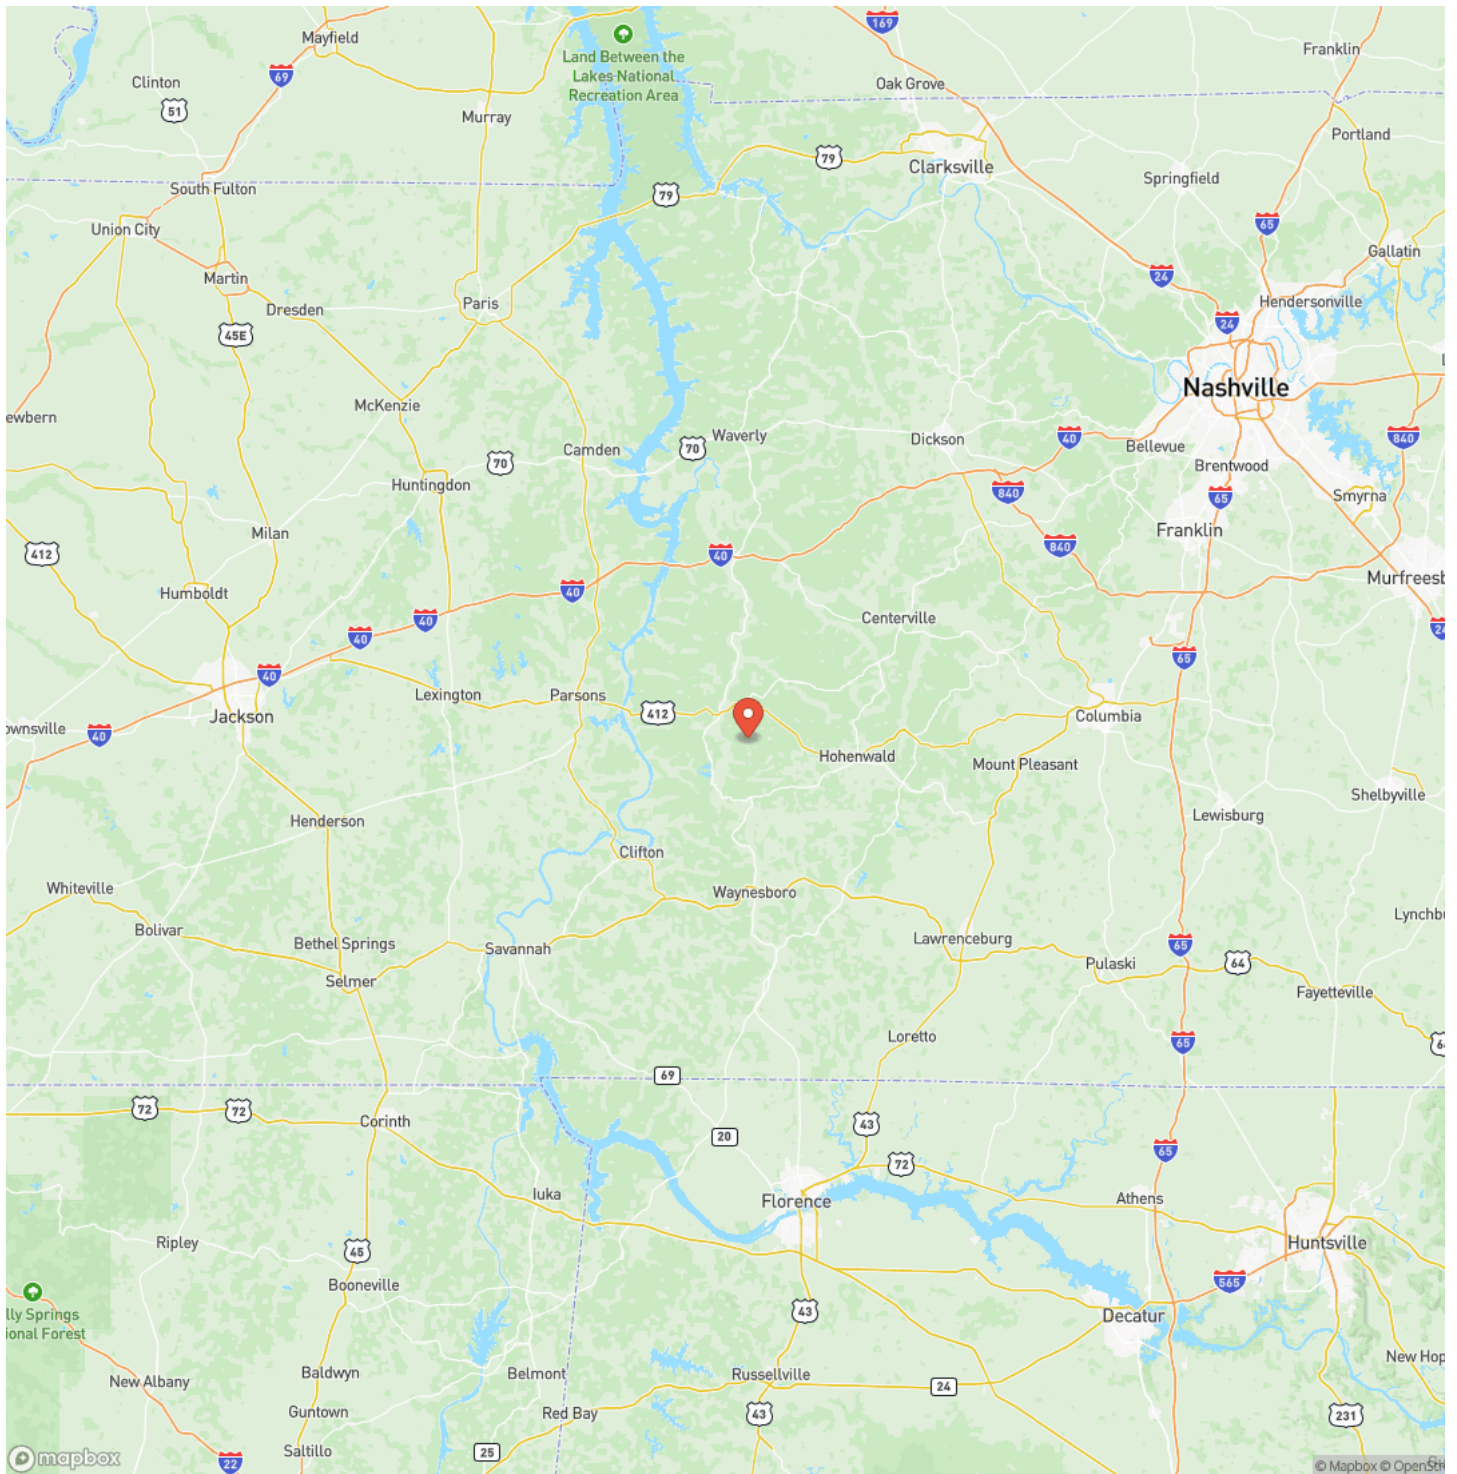 169
Mayfield
Franklin
Land Between the
Lakes National
Recreation Area
69
Clinton
Oak Grove
51
Murray
Portland
79
Clarksville
South Fulton
79
Springfield
Union City
65
Gallatin
Martin
24
Dresden
Paris
Hendersonville
45E
24
Nashville
McKenzie
ewbern
Waverly
Dickson
40
840
Camden
70
Bellevue
70
Brentwood
Huntingdon
840
65
Smyrna
Milan
Franklin
412
40
840
Murfreesb
Humboldt
40
40
Centerville
40
24
65
40
Lexington
Parsons
412
Jackson
Columbia
ownsville
40
Hohenwald
Mount Pleasant
Shelbyville
Henderson
Lewisburg
Clifton
Whiteville
Waynesboro
Lynchbu
Bolivar
Bethel Springs
Savannah
Lawrenceburg
65
Pulaski
64
Selmer
Fayetteville
Loretto
65
6
69
72
72
Corinth
43
20
65
72
Iuka
Florence
Athens
Ripley
45
Huntsville
Booneville
565
lly Springs
ional Forest
43
Decatur
New Albany
Baldwyn
Belmont
Russellville
New Hop
24
Guntown
Red Bay
43
231
Saltillo
25
22
mapbox
© Mapbox © OpenStr